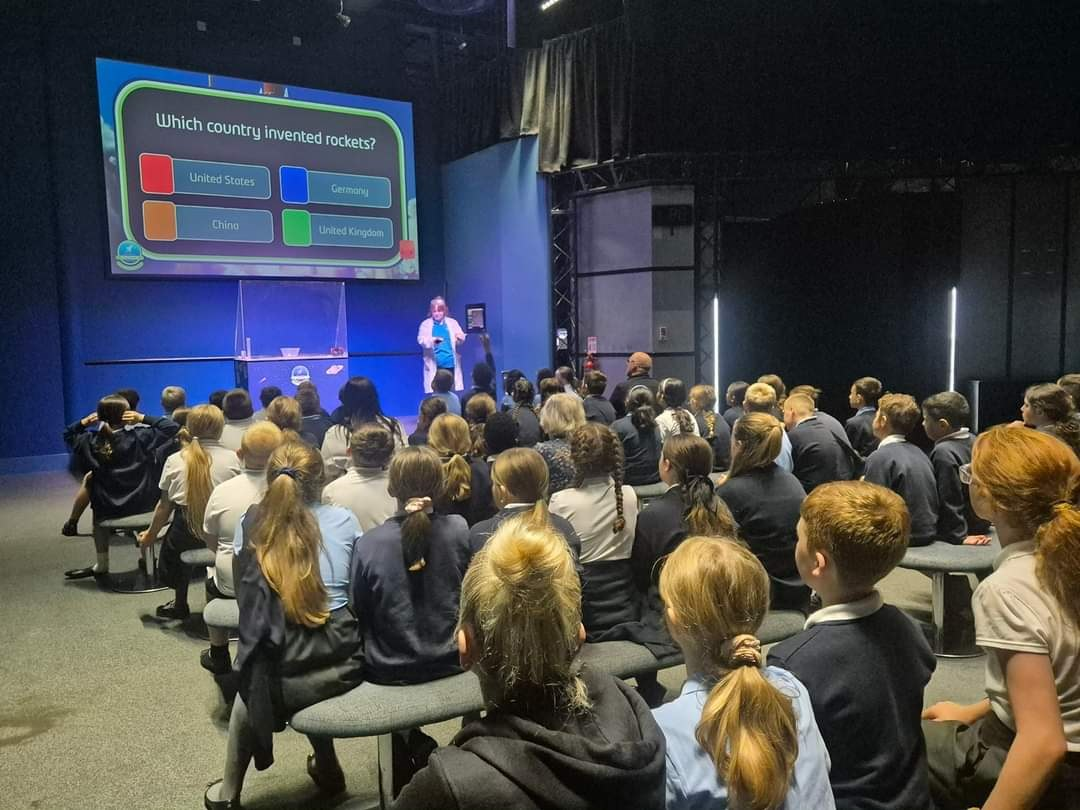 Which country invented rockets?
United States
Germany
China
United Kingdom